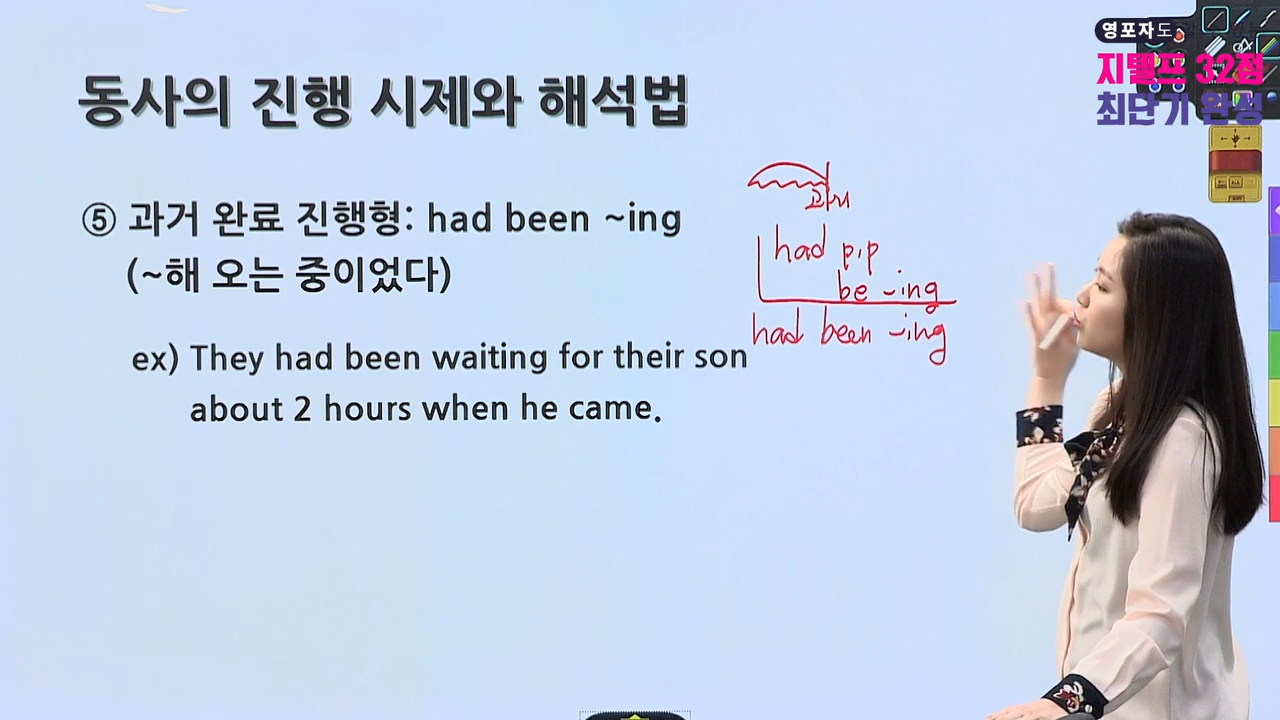 영포자도
지텔프 32점
최단기 완성
동사의 진행 시제와 해석법
⑤ 과거 완료 진행형: had been ~ing
(~해 오는 중이었다)
ex) They had been waiting for their son
about 2 hours when he came.
과거
had p.p
be -ing
had been -ing